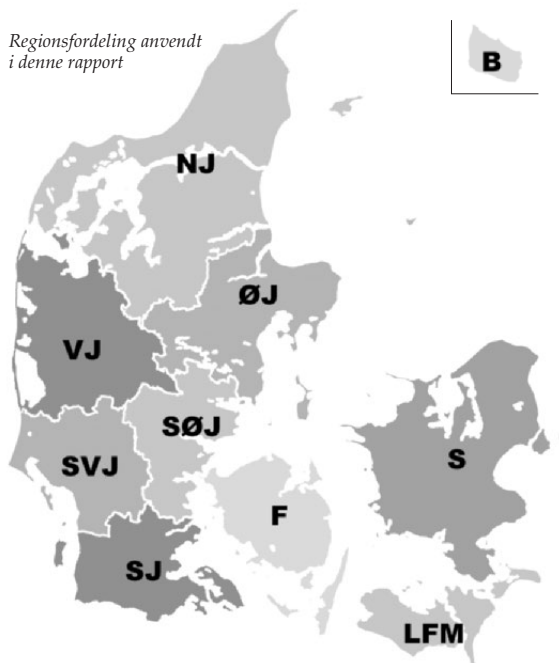 Regionsfordeling anvendt
i denne rapport
B
NJ
ØJ
VJ
SØJ
SVJ
S
F
SJ
LFM